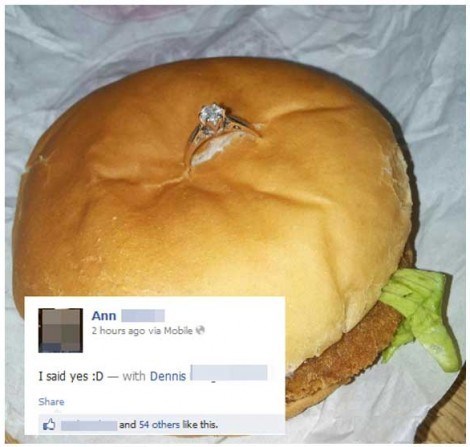 Ann
2 hours ago via Mobile
I said yes :D — with Dennis
Share
and 54 others like this.